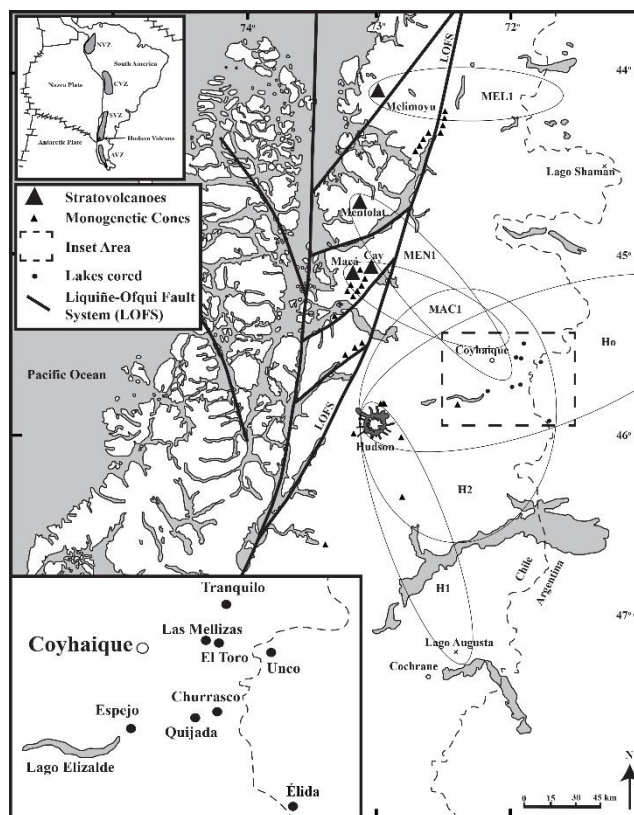 74°
73°
72°
NVZ
South America
Nazca Plate
CVZ
SVZ
Hudson Volcano
Antarctic Plate
AVZ
LOFS
44°
Melimoyu
MEL1
Lago Shaman
Stratovolcanoes
Monogenetic Cones
Inset Area
Lakes cored
Liquiñe-Ofqui Fault
System (LOFS)
Mentolat
Macá
Cay
MEN1
45°
MAC1
Ho
Coyhaique
Pacific Ocean
LOFS
Hudson
46°
H2
Chile
Argentina
H1
47°
Lago Augusta
Cochrane
Tranquilo
Las Mellizas
Coyhaique
El Toro
Unco
Churrasco
Espejo
Quijada
Lago Elizalde
Élida
N
0 15 30 45 km